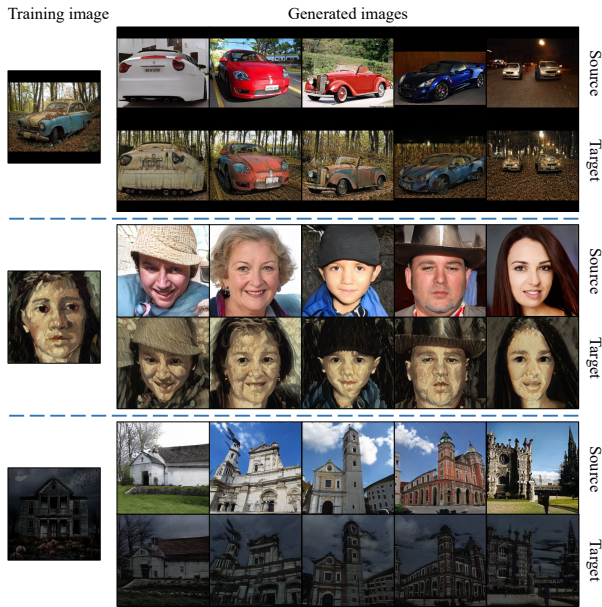 Training image
Generated images
Source
Target
Source
Target
Source
Target